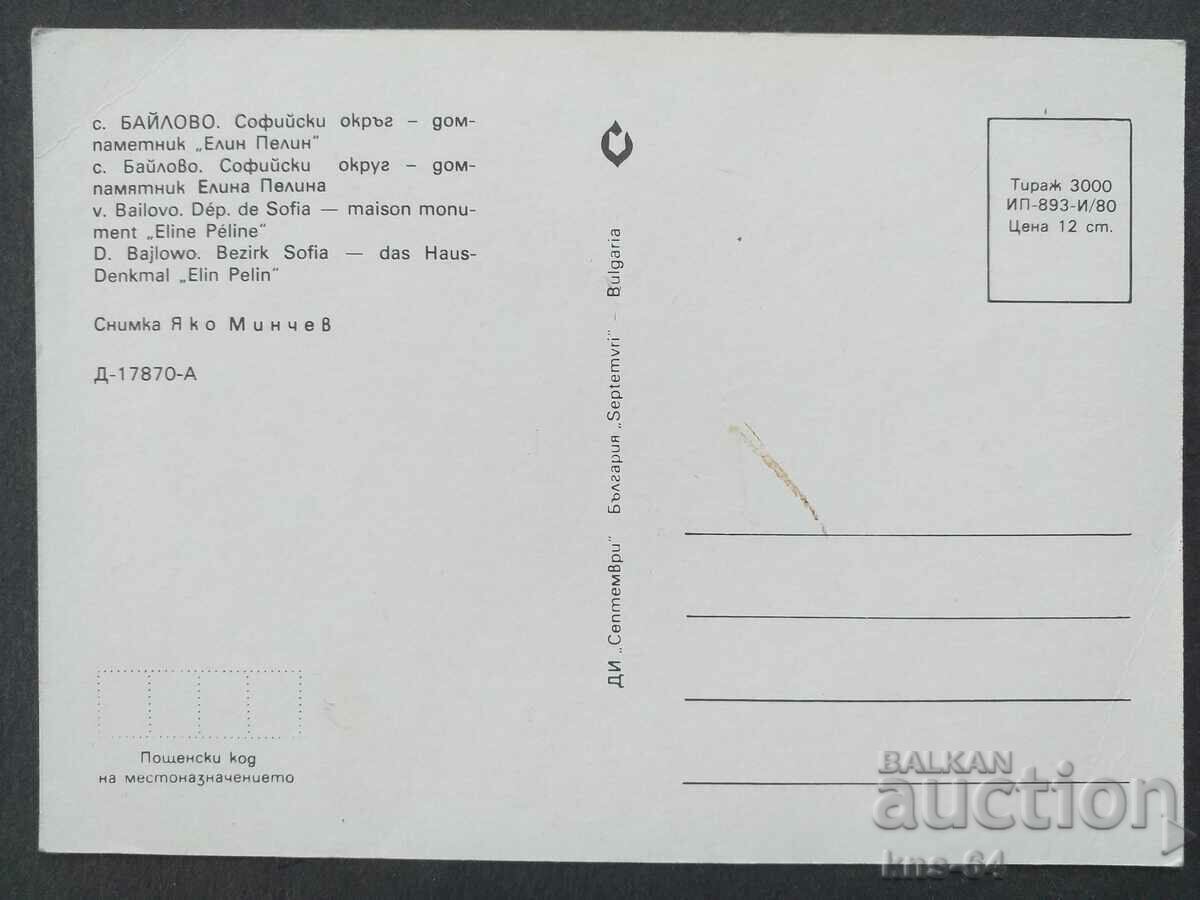 с. БАЙЛОВО. Софийски окръг – дом-
паметник „Елин Пелин"
с. Байлово. Софийски округ – дом-
памятник Елина Пелина
v. Bailovo. Dép. de Sofia — maison monu-
ment „Eline Péline"
D. Bajlowo. Bezirk Sofia — das Haus-
Denkmal „Elin Pelin"
Снимка Яко Минчев
Д-17870-А
Пощенски код
на местоназначението
ДИ „Септември" България „Septemvri" – Bulgaria
Тираж 3000
ИП-893-И/80
Цена 12 ст.
BALKAN
auction
kns-64